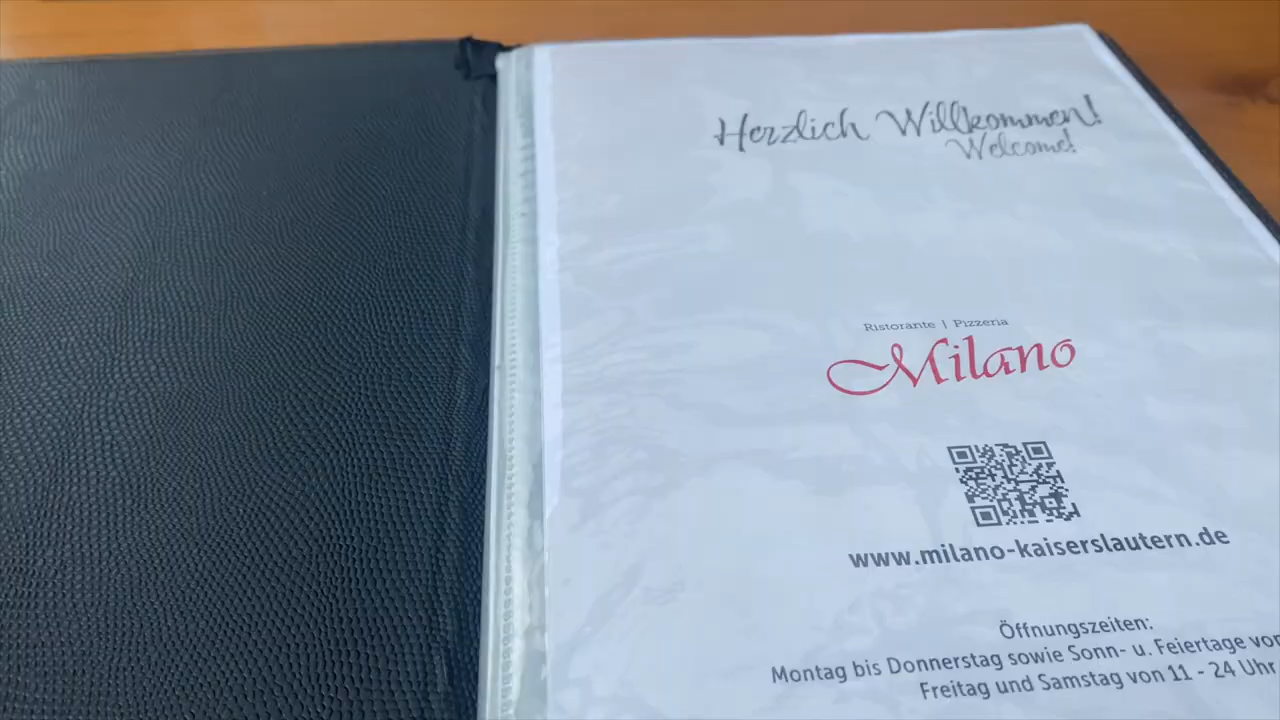 Herzlich Willkommen!
Welcome!
Ristorante | Pizzeria
Milano
www.milano-kaiserslautern.de
Öffnungszeiten:
Montag bis Donnerstag sowie Sonn- u. Feiertage von
Freitag und Samstag von 11 - 24 Uhr